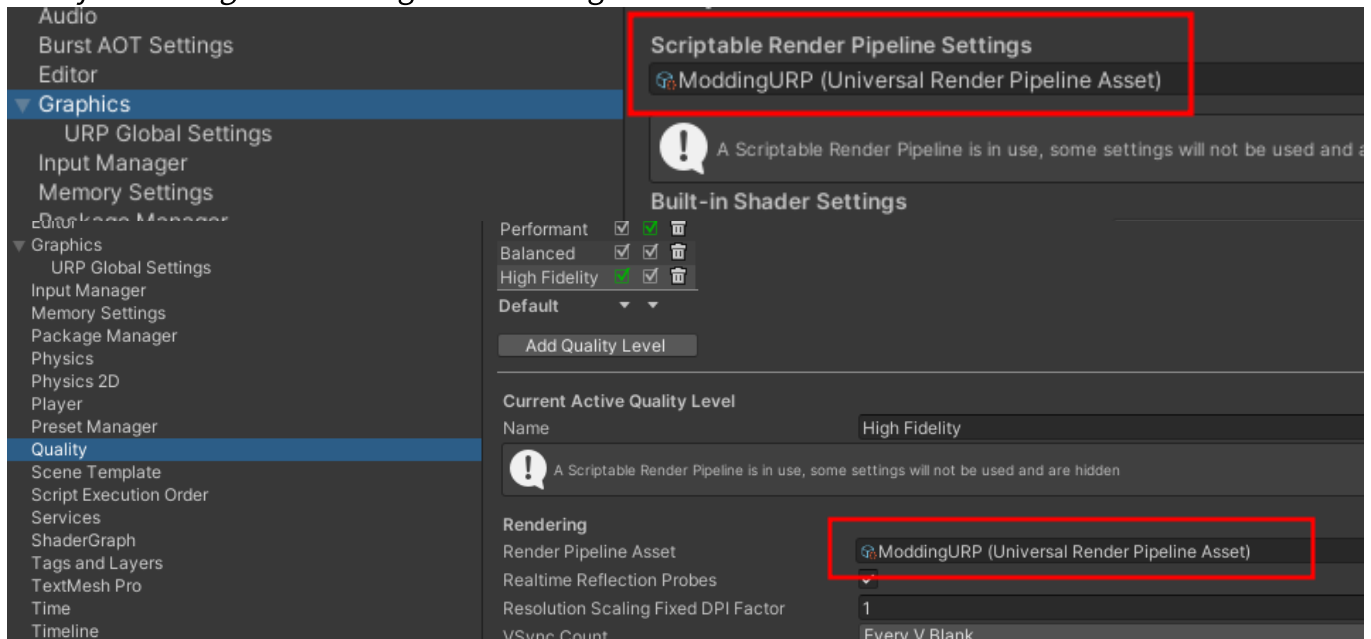 Audio
Burst AOT Settings
Editor
Graphics
URP Global Settings
Input Manager
Memory Settings
Scriptable Render Pipeline Settings
ModdingURP (Universal Render Pipeline Asset)
A Scriptable Render Pipeline is in use, some settings will not be used and
Built-in Shader Settings
Graphics
URP Global Settings
Input Manager
Memory Settings
Package Manager
Physics
Physics 2D
Player
Preset Manager
Quality
Scene Template
Script Execution Order
Services
ShaderGraph
Tags and Layers
TextMesh Pro
Time
Timeline
Performant
Balanced
High Fidelity
Default
Add Quality Level
Current Active Quality Level
Name High Fidelity
A Scriptable Render Pipeline is in use, some settings will not be used and are hidden
Rendering
Render Pipeline Asset ModdingURP (Universal Render Pipeline Asset)
Realtime Reflection Probes
Resolution Scaling Fixed DPI Factor 1
VSync Count Every V Blank